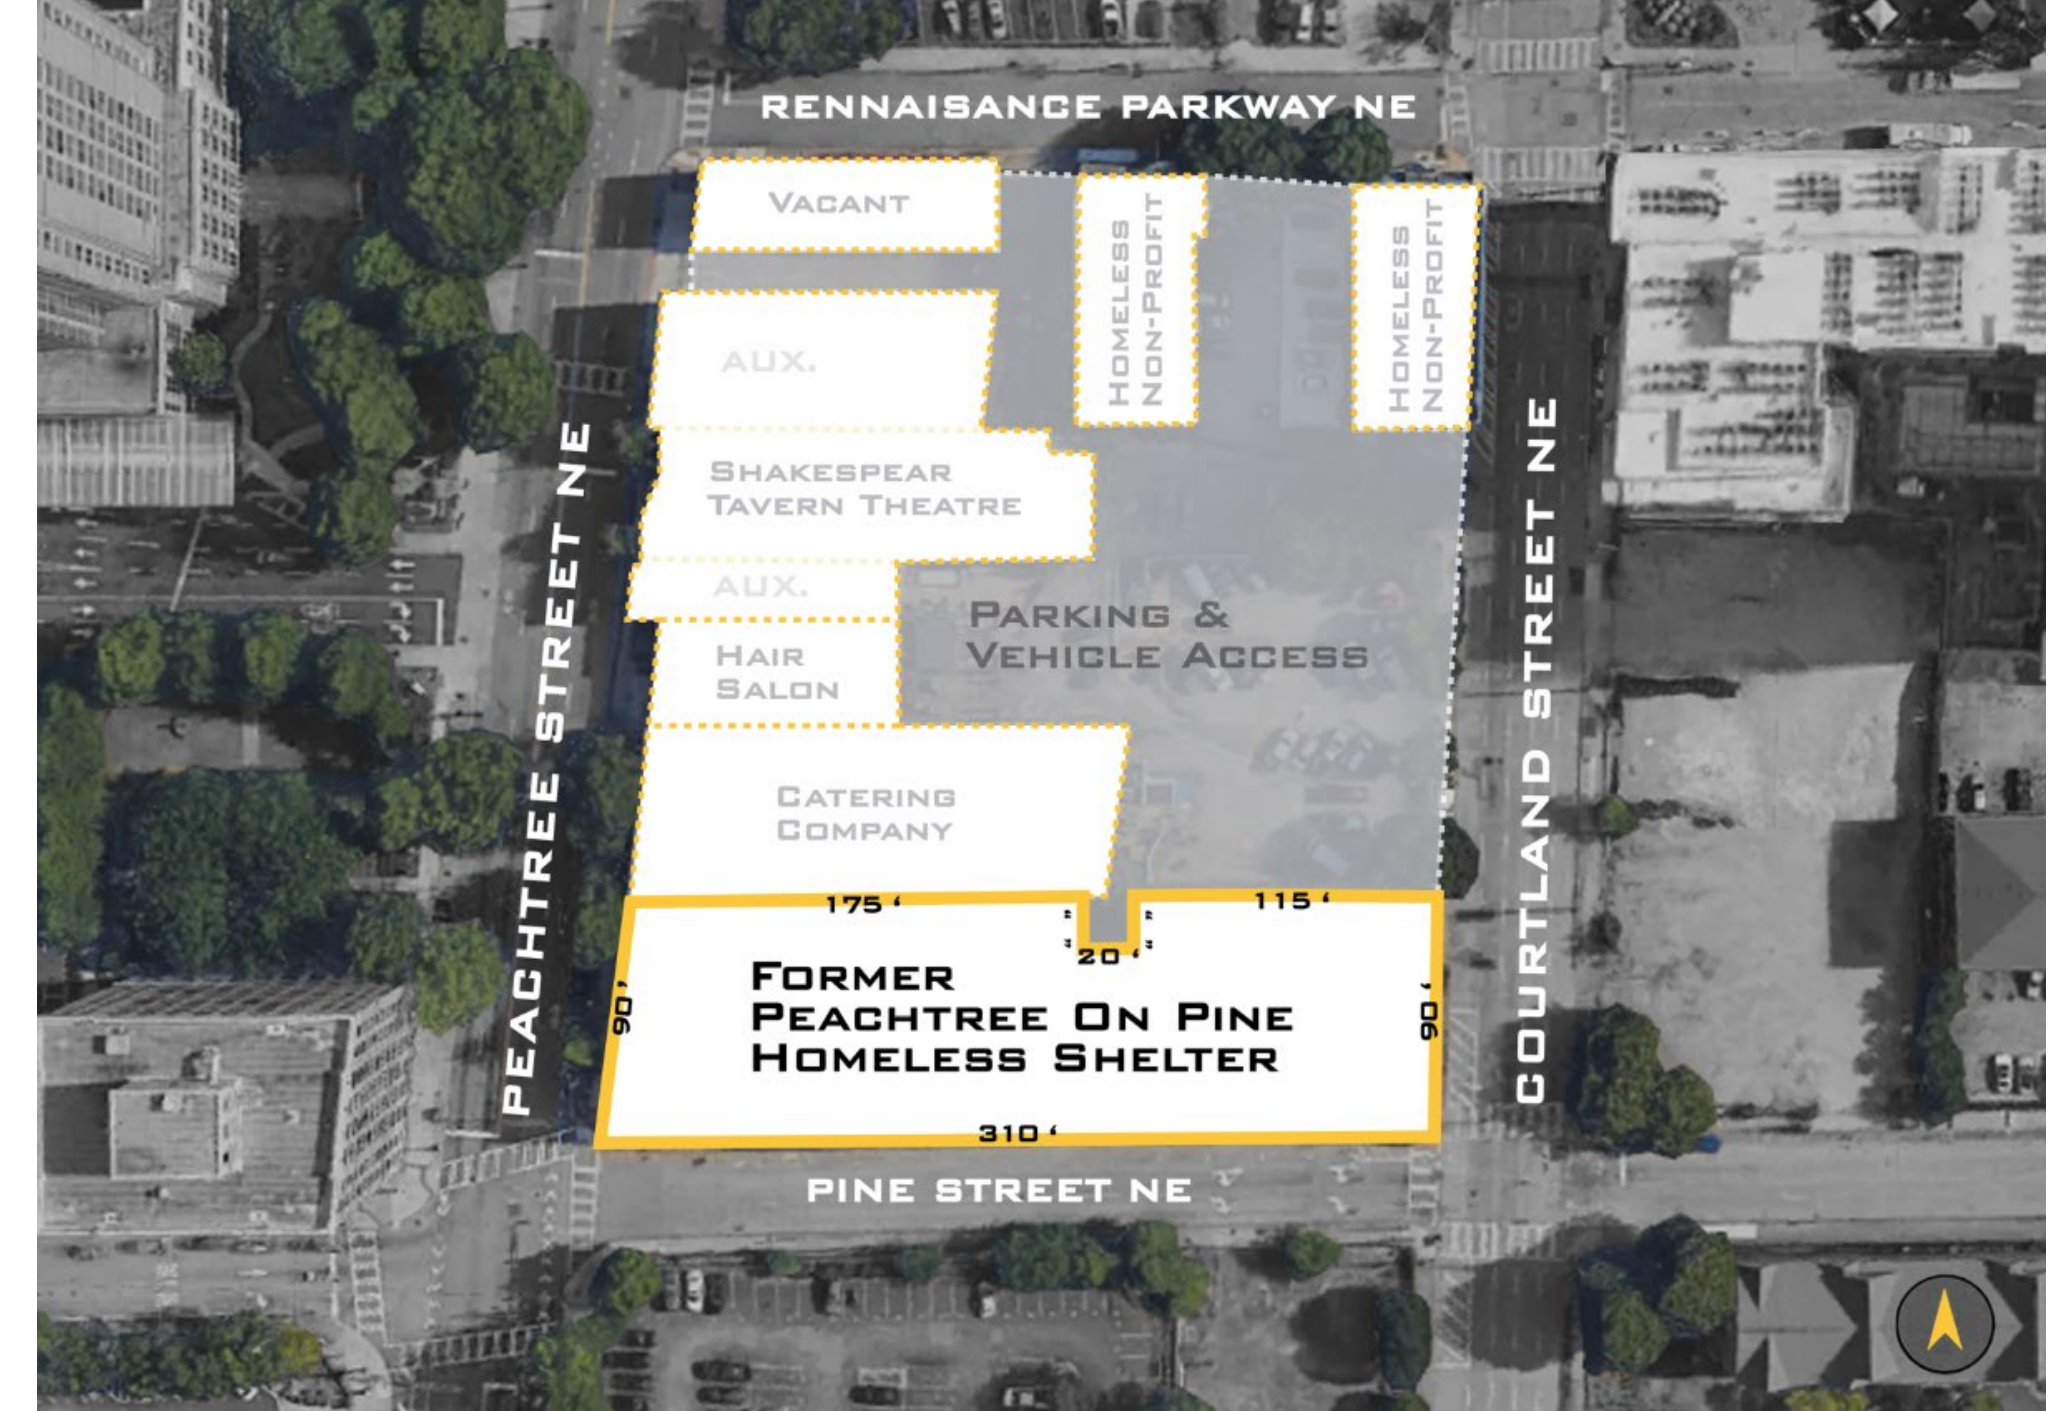 RENNAISANCE PARKWAY NE
VACANT
HOMELESS
NON-PROFIT
HOMELESS
NON-PROFIT
AUX.
SHAKESPEAR
TAVERN THEATRE
AUX.
PARKING &
VEHICLE ACCESS
HAIR
SALON
PEACHTREE STREET NE
COURTLAND STREET NE
CATERING
COMPANY
175 ‘
115 ‘
" "
" "
20 ‘
90 ’
FORMER
PEACHTREE ON PINE
HOMELESS SHELTER
90 ‘
310 ‘
PINE STREET NE